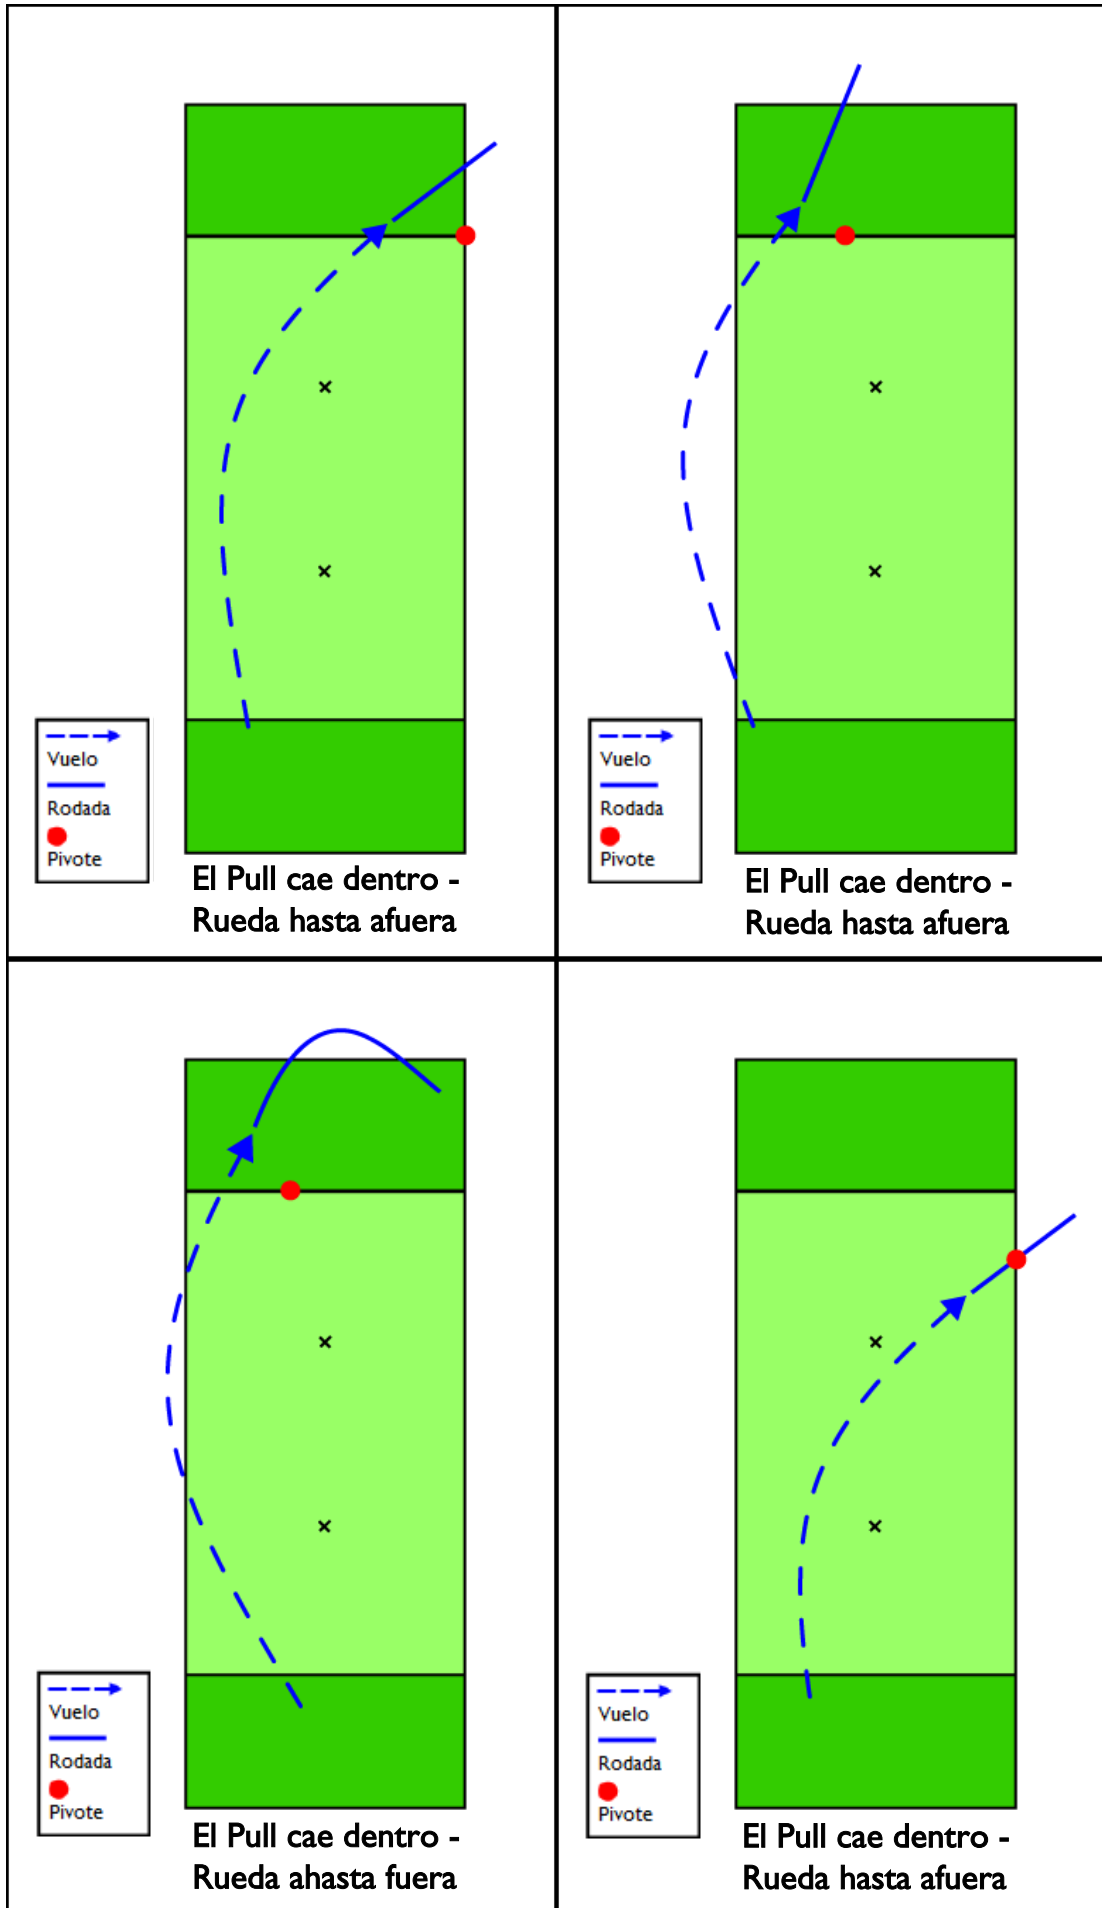 Vuelo
Rodada
Pivote
El Pull cae dentro -
Rueda hasta afuera
Vuelo
Rodada
Pivote
El Pull cae dentro -
Rueda hasta afuera
Vuelo
Rodada
Pivote
El Pull cae dentro -
Rueda ahasta fuera
Vuelo
Rodada
Pivote
El Pull cae dentro -
Rueda hasta afuera